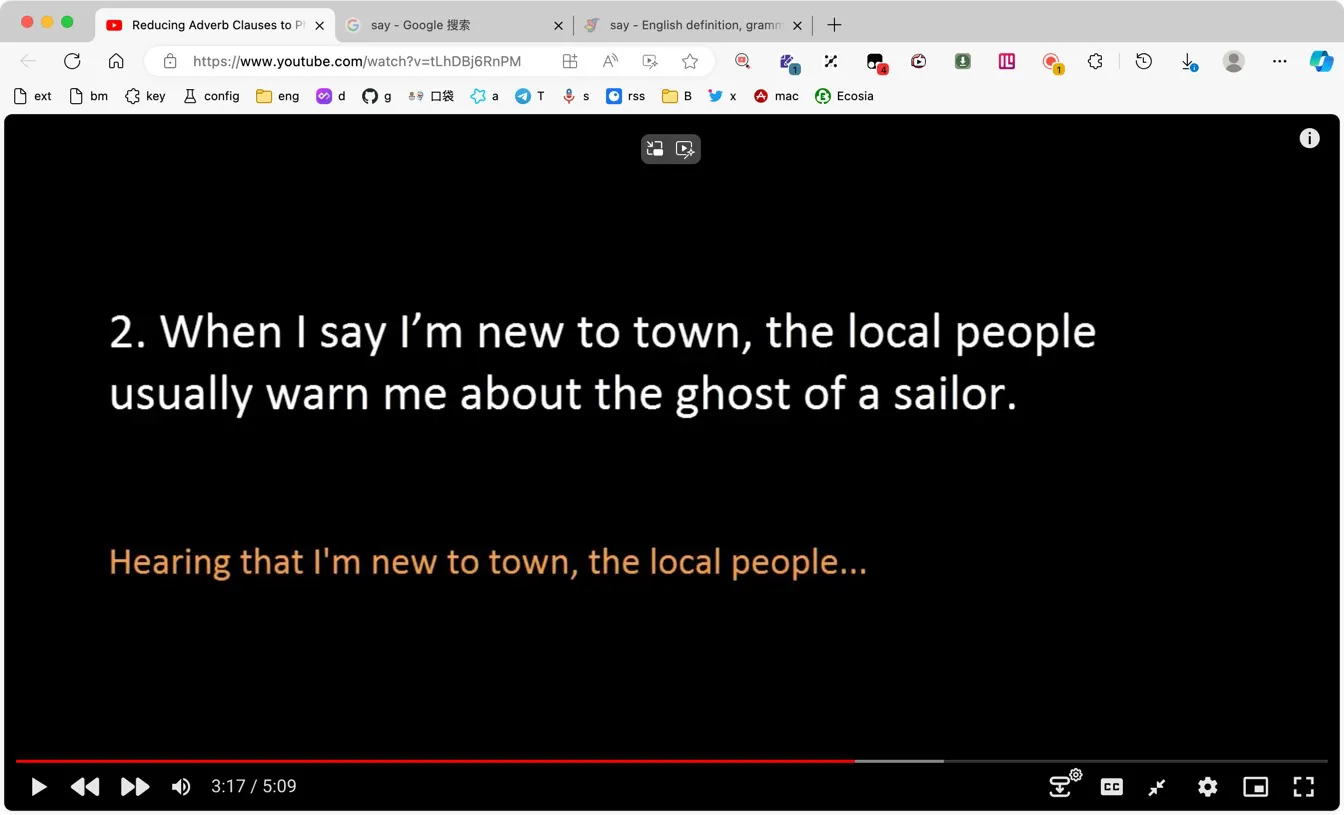 Reducing Adverb Clauses to Ph
say - Google 搜索
say - English definition, gramm
https://www.youtube.com/watch?v=tLhDBj6RnPM
1
4
1
ext
bm
key
config
eng
d
g
口袋
a
T
s
rss
B
x
mac
Ecosia
2. When I say I’m new to town, the local people
usually warn me about the ghost of a sailor.
Hearing that I'm new to town, the local people...
3:17 / 5:09
CC